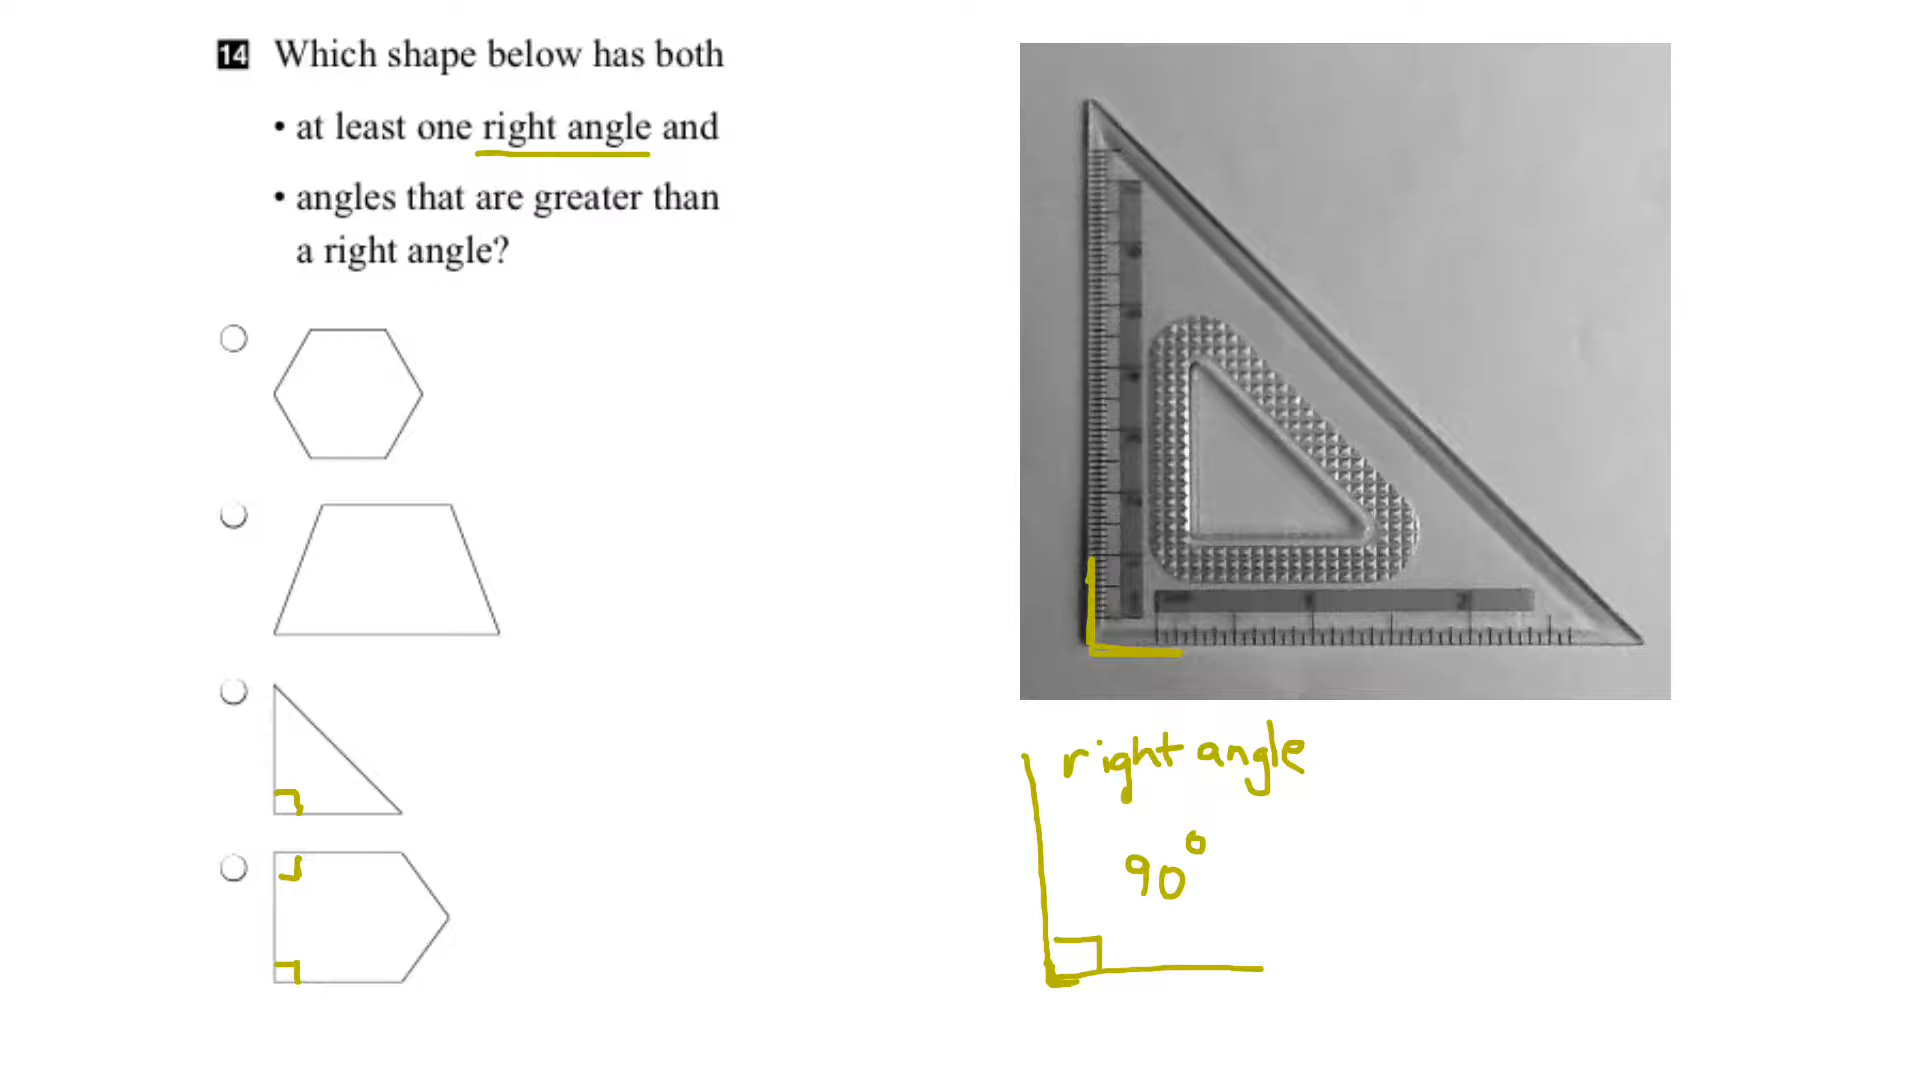 14 Which shape below has both
• at least one right angle and
• angles that are greater than
a right angle?
right angle
90°